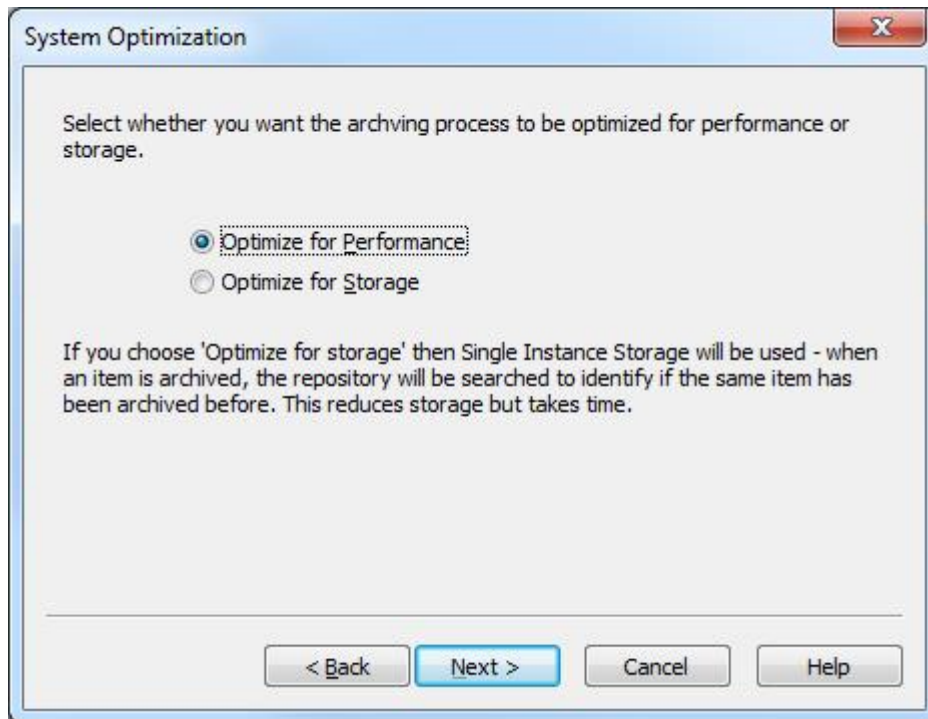 System Optimization
Select whether you want the archving process to be optimized for performance or
storage.
Optimize for Performance
Optimize for Storage
If you choose 'Optimize for storage' then Single Instance Storage will be used - when
an item is archived, the repository will be searched to identify if the same item has
been archived before. This reduces storage but takes time.
< Back Next > Cancel Help